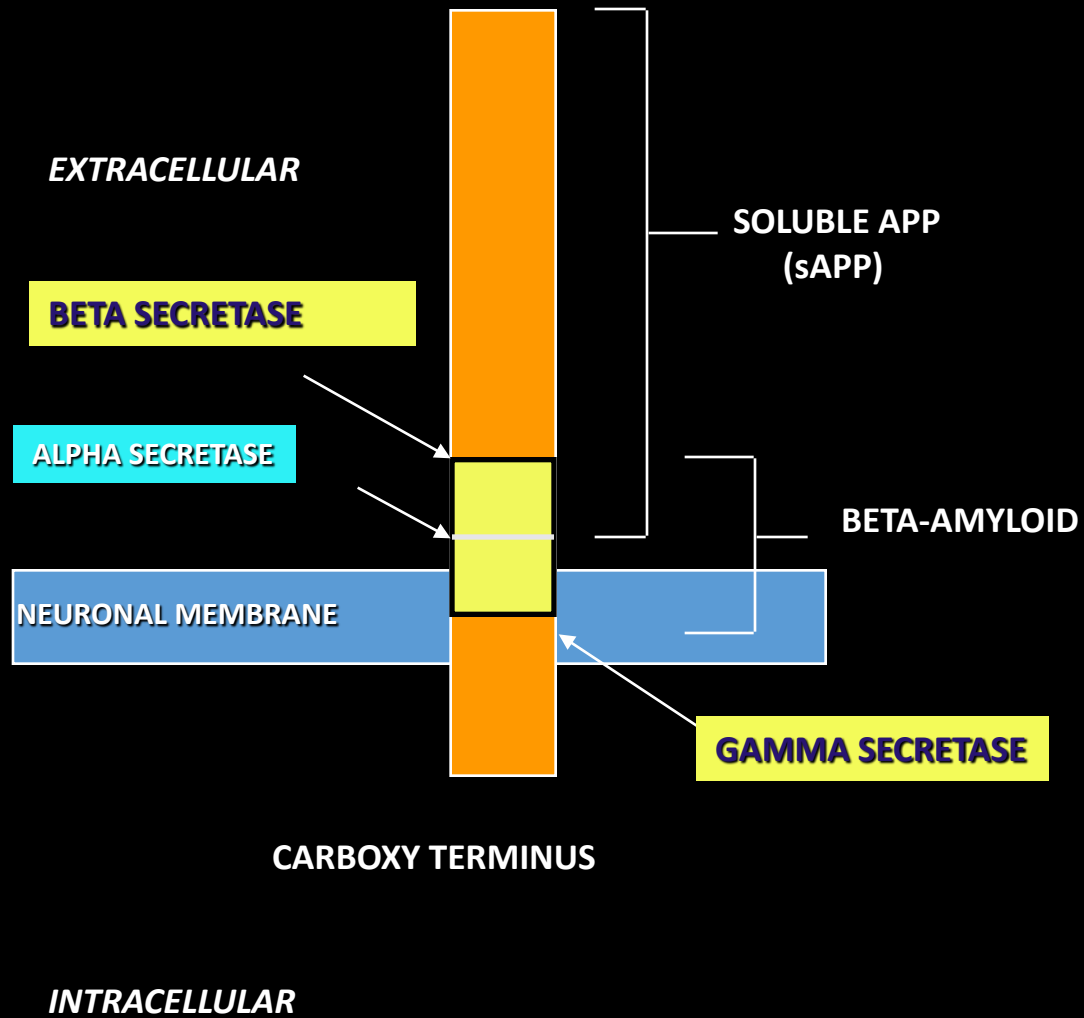 EXTRACELLULAR
SOLUBLE APP
(sAPP)
BETA SECRETASE
ALPHA SECRETASE
BETA-AMYLOID
NEURONAL MEMBRANE
GAMMA SECRETASE
CARBOXY TERMINUS
INTRACELLULAR